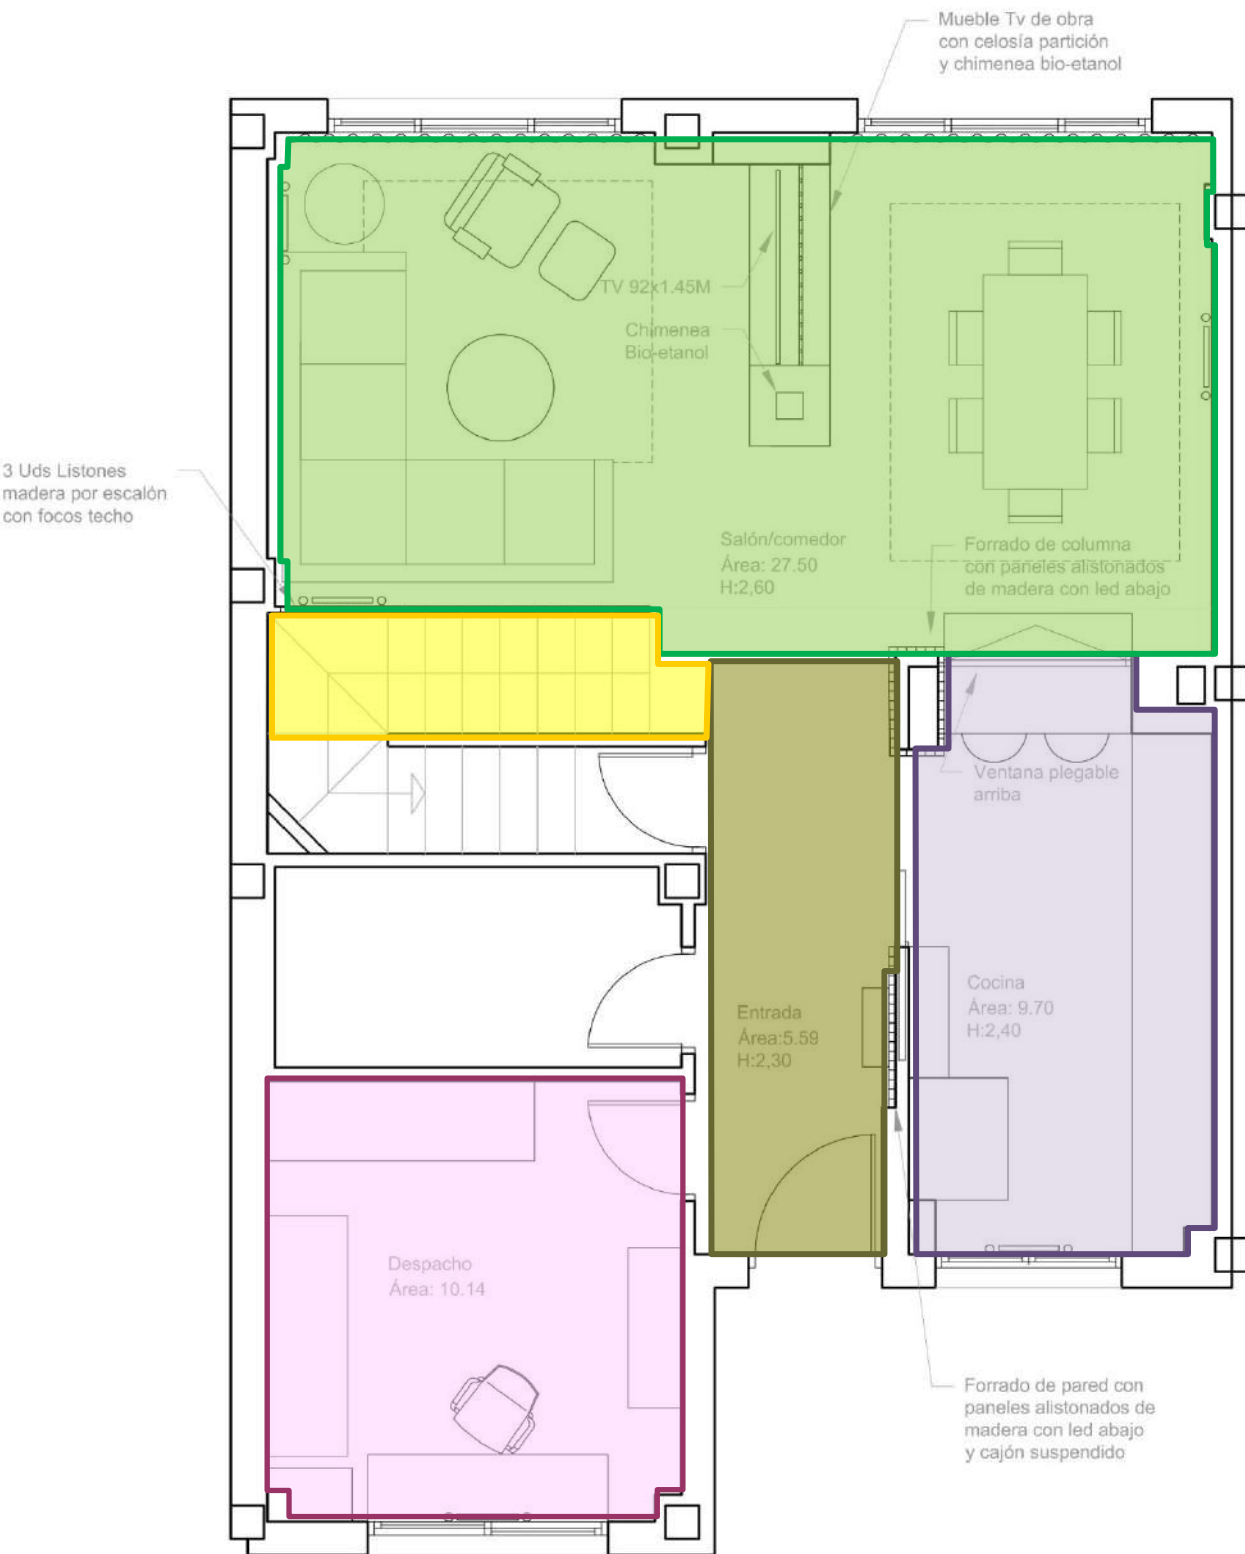 Mueble Tv de obra
con celosía partición
y chimenea bio-etanol
TV 92x1.45M
Chimenea
Bio-etanol
3 Uds Listones
madera por escalón
con focos techo
Salón/comedor
Área: 27.50
H:2,60
Forrado de columna
con paneles alistonados
de madera con led abajo
Ventana plegable
arriba
Cocina
Área: 9.70
H:2,40
Entrada
Área:5.59
H:2,30
Despacho
Área: 10.14
Forrado de pared con
paneles alistonados de
madera con led abajo
y cajón suspendido